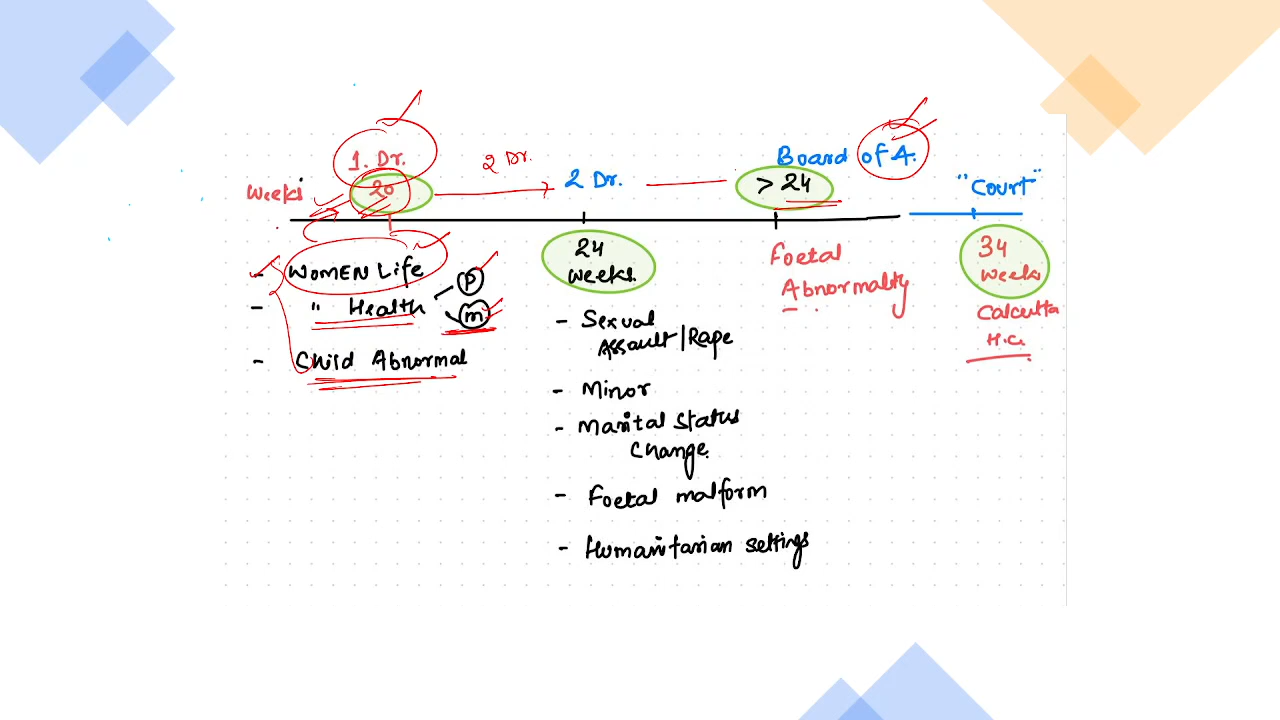 1. Dr.
2 Dr.
Board of 4.
Weeks
20
2 Dr.
> 24
"Court"
- WOMEN Life
- " Health
P
m
- Child Abnormal
24
weeks.
- Sexual
Assault/Rape
- Minor
- Marital Status
Change.
- Foetal malform
- Humanitarian settings
Foetal
Abnormality
34
weeks
Calcutta
H.C.